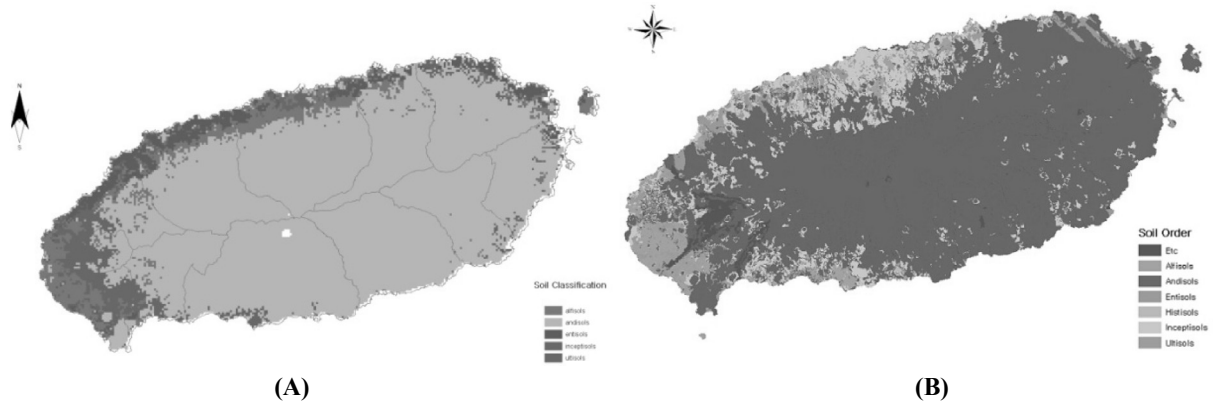 N
S
Soil Classification
alfisols
andisols
entisols
inceptisols
ultisols
(A)
N
Soil Order
Etc
Alfisols
Andisols
Entisols
Histisols
Inceptisols
Ultisols
(B)